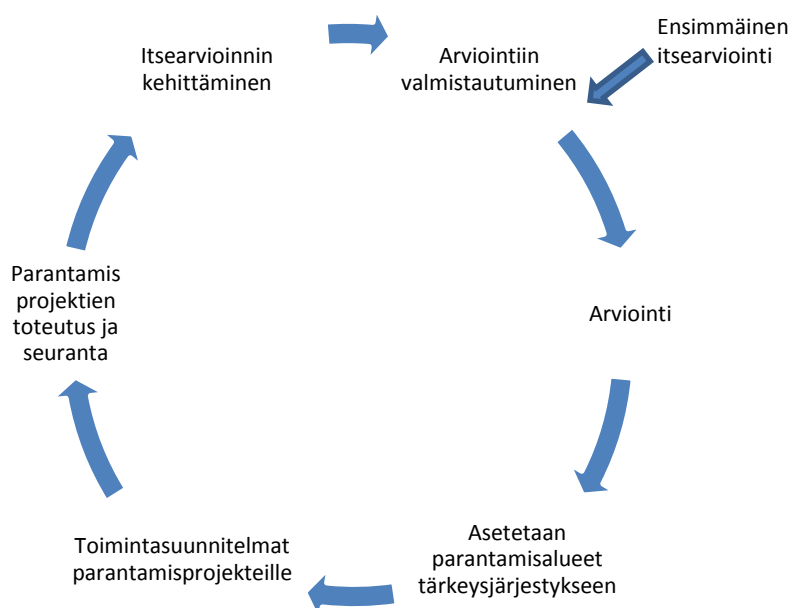 Ensimmäinen
itsearviointi
Arviointiin
valmistautuminen
Arviointi
Asetetaan
parantamisalueet
tärkeysjärjestykseen
Toimintasuunnitelmat
parantamisprojekteille
Parantamis
projektien
toteutus ja
seuranta
Itsearvioinnin
kehittäminen